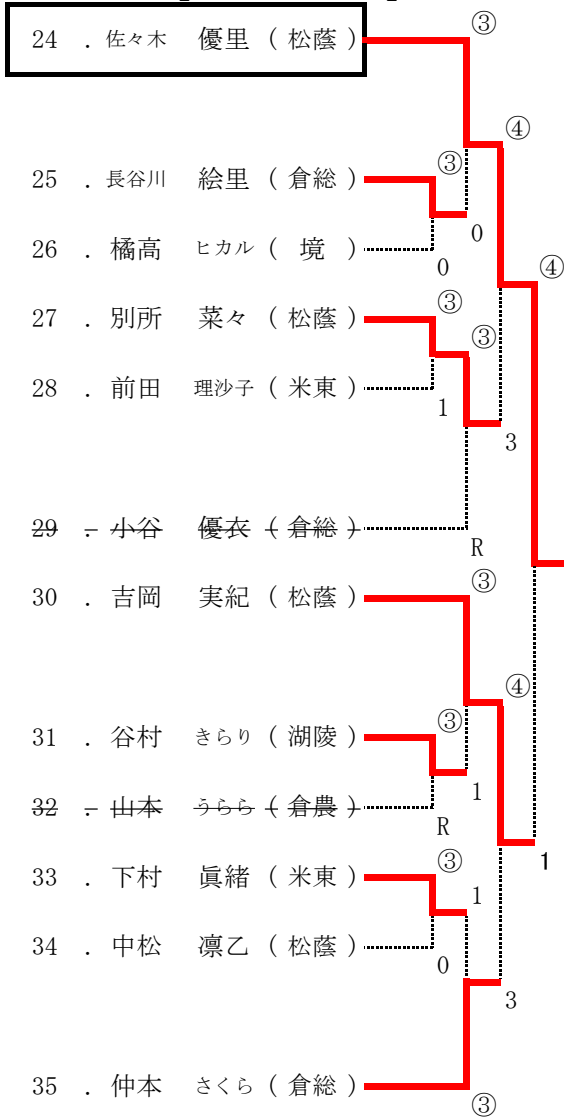 ③
24 . 佐々木 優里 ( 松蔭 )
④
③
25 . 長谷川 絵里 ( 倉総 )
0
26 . 橘高 ヒカル ( 境 )
0
④
③
27 . 別所 菜々 ( 松蔭 )
③
28 . 前田 理沙子 ( 米東 )
1
3
29 . 小谷 優衣 ( 倉総 )
R
③
30 . 吉岡 実紀 ( 松蔭 )
④
③
31 . 谷村 きらり ( 湖陵 )
1
32 . 山本 うらら ( 倉農 )
R
③
1
33 . 下村 眞緒 ( 米東 )
1
34 . 中松 凛乙 ( 松蔭 )
0
3
35 . 仲本 さくら ( 倉総 )
③